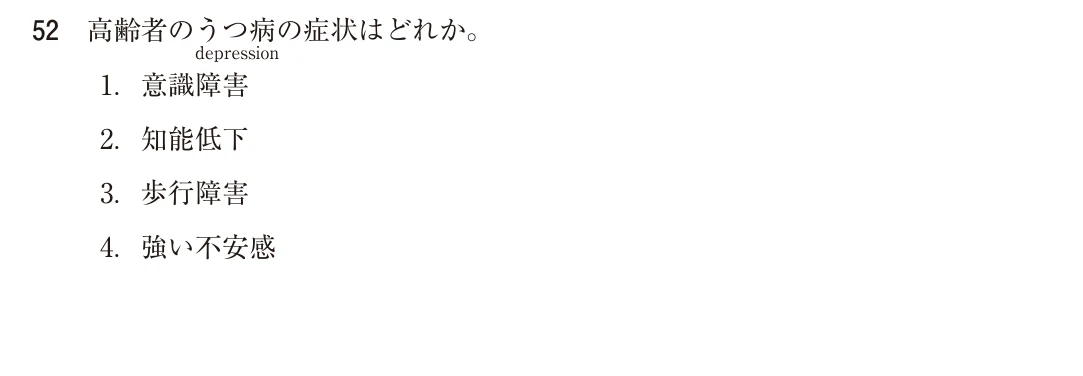 52 高齢者のうつ病の症状はどれか。
depression
1. 意識障害
2. 知能低下
3. 歩行障害
4. 強い不安感